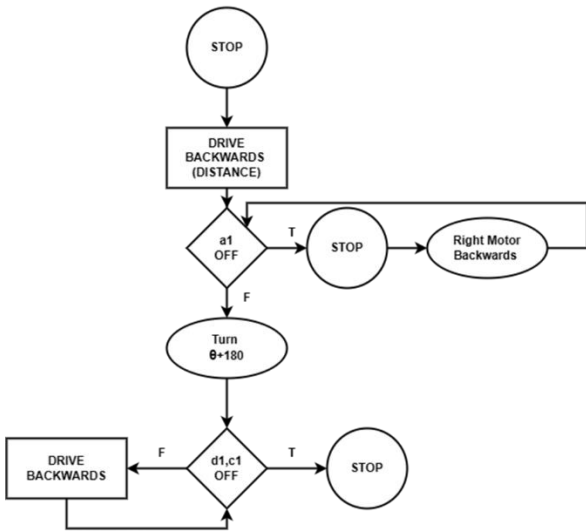 STOP
DRIVE
BACKWARDS
(DISTANCE)
a1
OFF
T
STOP
Right Motor
Backwards
F
Turn
θ+180
DRIVE
BACKWARDS
F
d1,c1
OFF
T
STOP